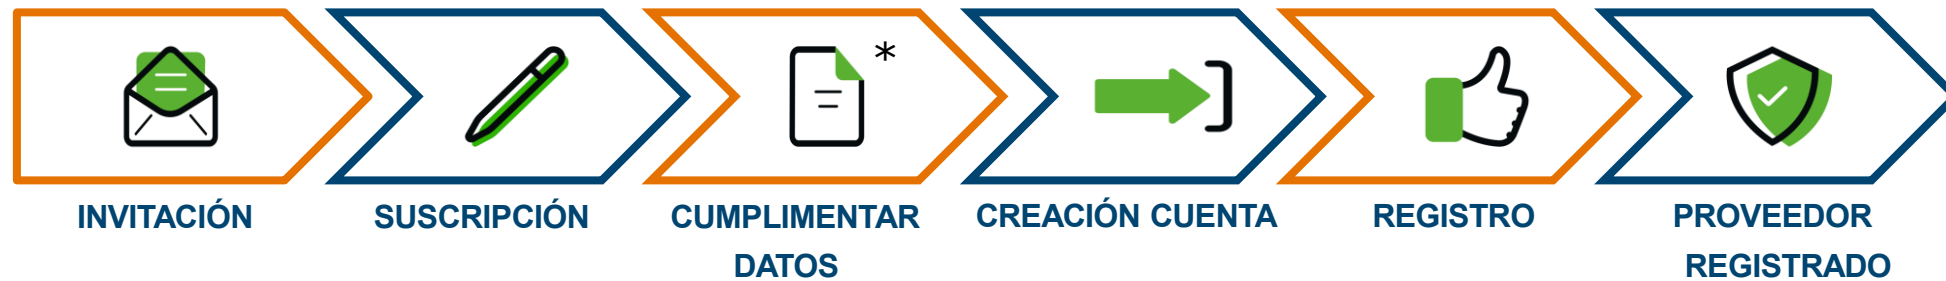 *
INVITACIÓN
SUSCRIPCIÓN
CUMPLIMENTAR
DATOS
CREACIÓN CUENTA
REGISTRO
PROVEEDOR
REGISTRADO